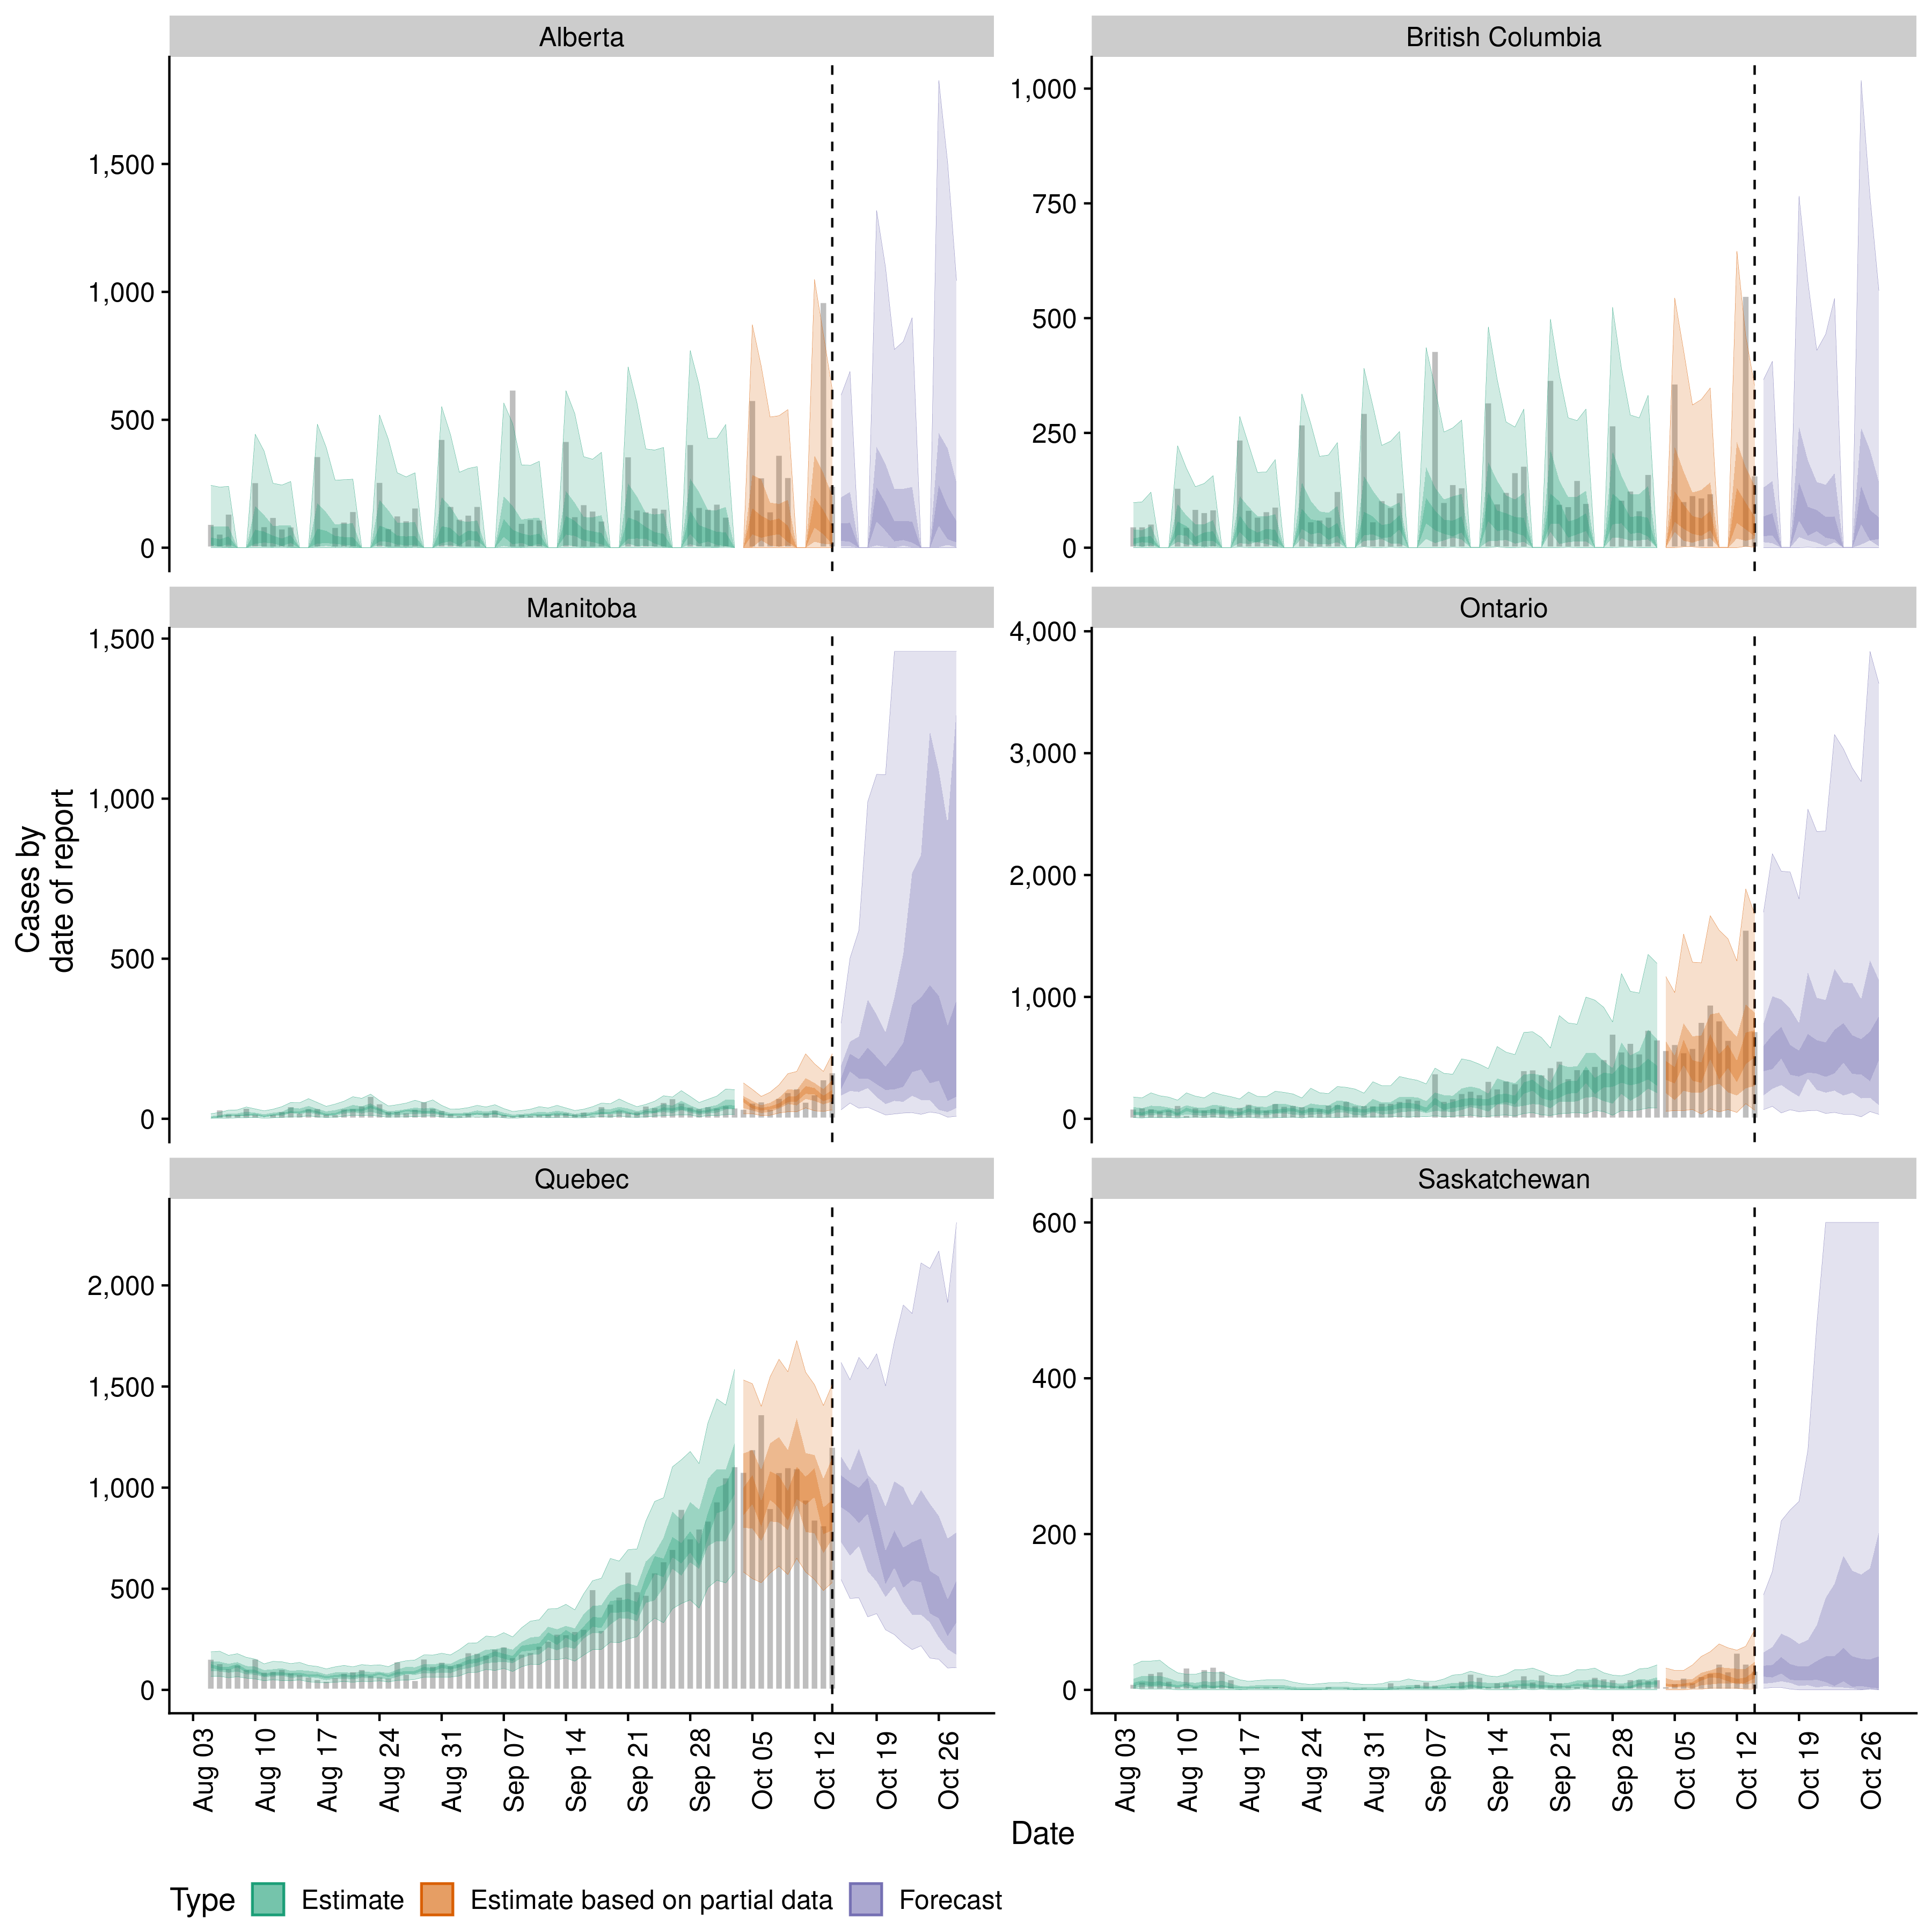 Alberta
British Columbia
1,500
1,000
500
0
1,000
750
500
250
0
Manitoba
Ontario
1,500
1,000
500
0
4,000
3,000
2,000
1,000
0
Cases by
date of report
Quebec
Saskatchewan
2,000
1,500
1,000
500
0
600
400
200
0
Aug 03
Aug 10
Aug 17
Aug 24
Aug 31
Sep 07
Sep 14
Sep 21
Sep 28
Oct 05
Oct 12
Oct 19
Oct 26
Aug 03
Aug 10
Aug 17
Aug 24
Aug 31
Sep 07
Sep 14
Sep 21
Sep 28
Oct 05
Oct 12
Oct 19
Oct 26
Date
Type Estimate Estimate based on partial data Forecast